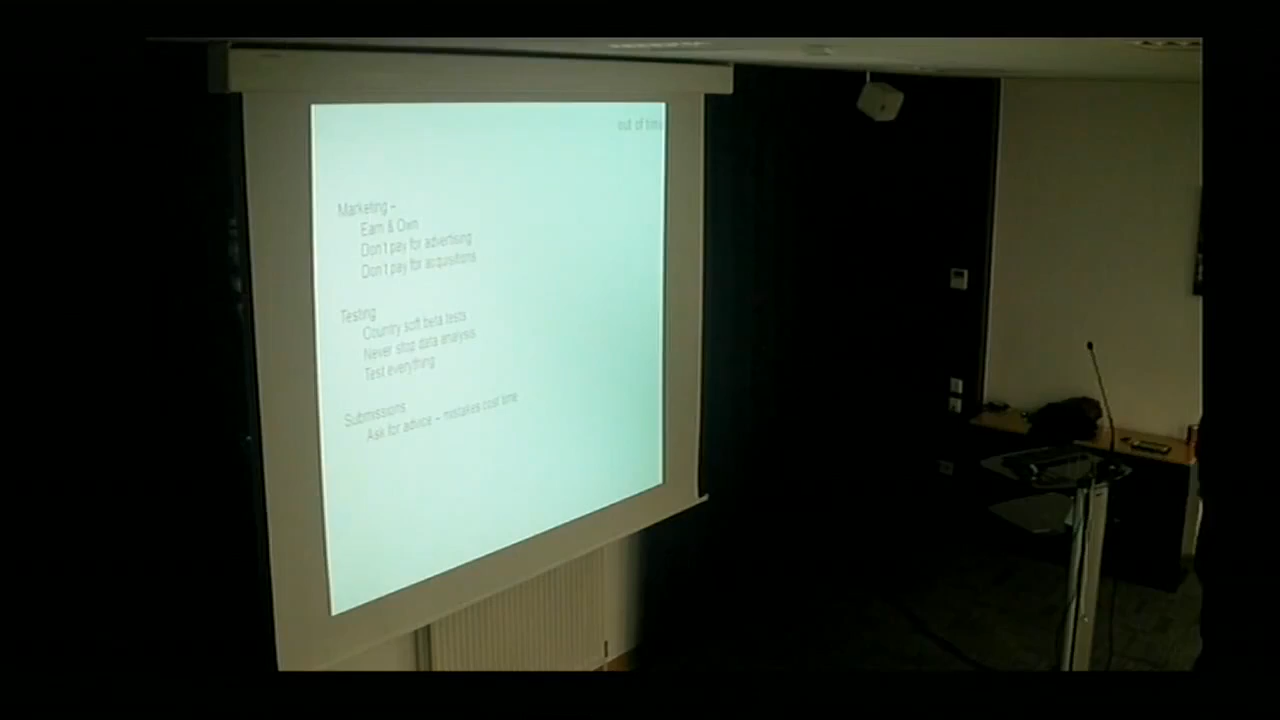 out of time
Marketing –
Earn & Own
Don't pay for advertising
Don't pay for acquisitions
Testing
Country soft beta tests
Never stop data analysis
Test everything
Submissions
Ask for advice – mistakes cost time